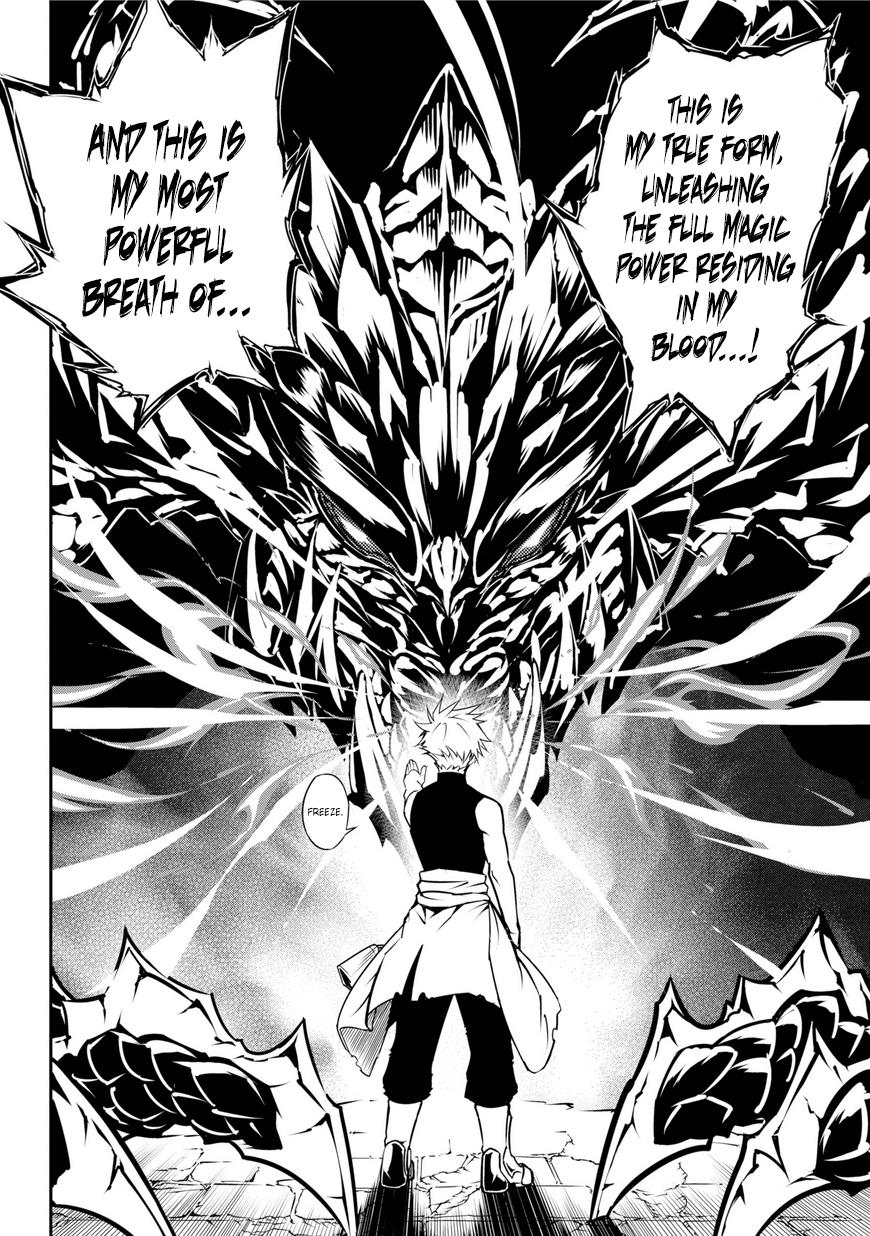 THIS IS
MY TRUE FORM,
UNLEASHING
THE FULL MAGIC
POWER RESIDING
IN MY
BLOOD...!
AND THIS IS
MY MOST
POWERFUL
BREATH OF...
FREEZE.